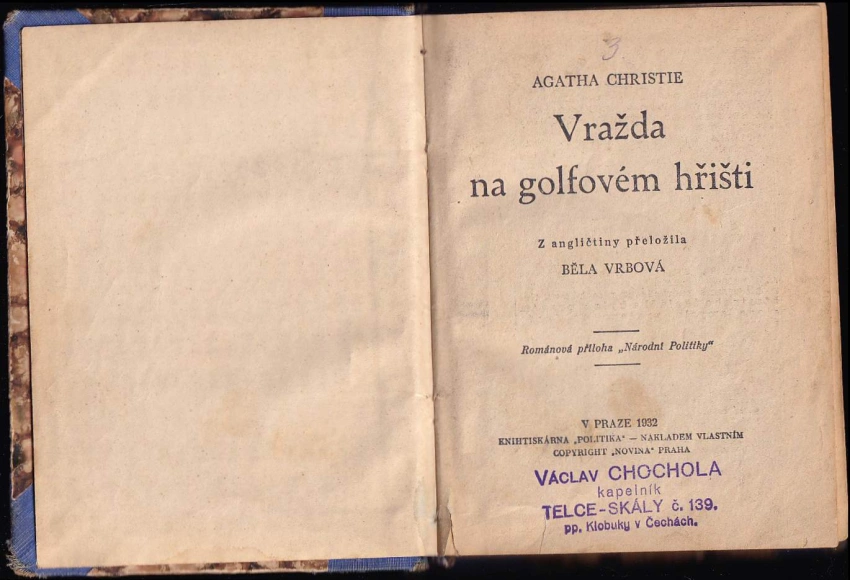 3
AGATHA CHRISTIE
Vražda
na golfovém hřišti
Z angličtiny přeložila
BĚLA VRBOVÁ
Románová příloha „Národní Politiky“
V PRAZE 1932
KNIHTISKÁRNA „POLITIKA“ — NAKLADEM VLASTNÍM
COPYRIGHT „NOVINA“ PRAHA
VÁCLAV CHOCHOLA
kapelník
TELCE-SKÁLY č. 139.
pp. Klobuky v Čechách.